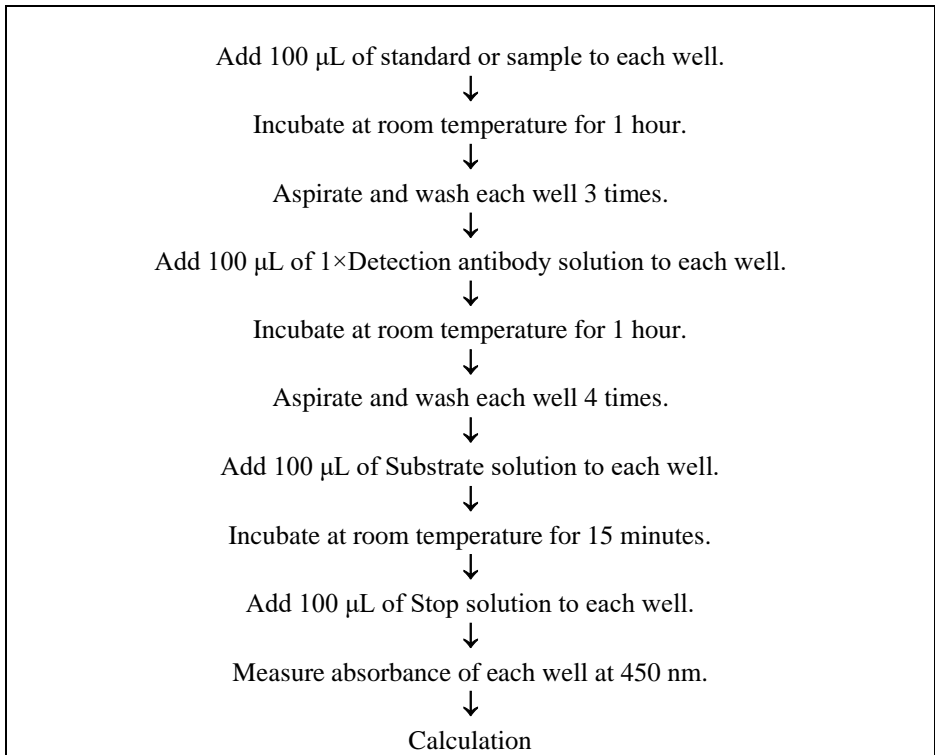 Add 100 μL of standard or sample to each well.
↓
Incubate at room temperature for 1 hour.
↓
Aspirate and wash each well 3 times.
↓
Add 100 μL of 1×Detection antibody solution to each well.
↓
Incubate at room temperature for 1 hour.
↓
Aspirate and wash each well 4 times.
↓
Add 100 μL of Substrate solution to each well.
↓
Incubate at room temperature for 15 minutes.
↓
Add 100 μL of Stop solution to each well.
↓
Measure absorbance of each well at 450 nm.
↓
Calculation